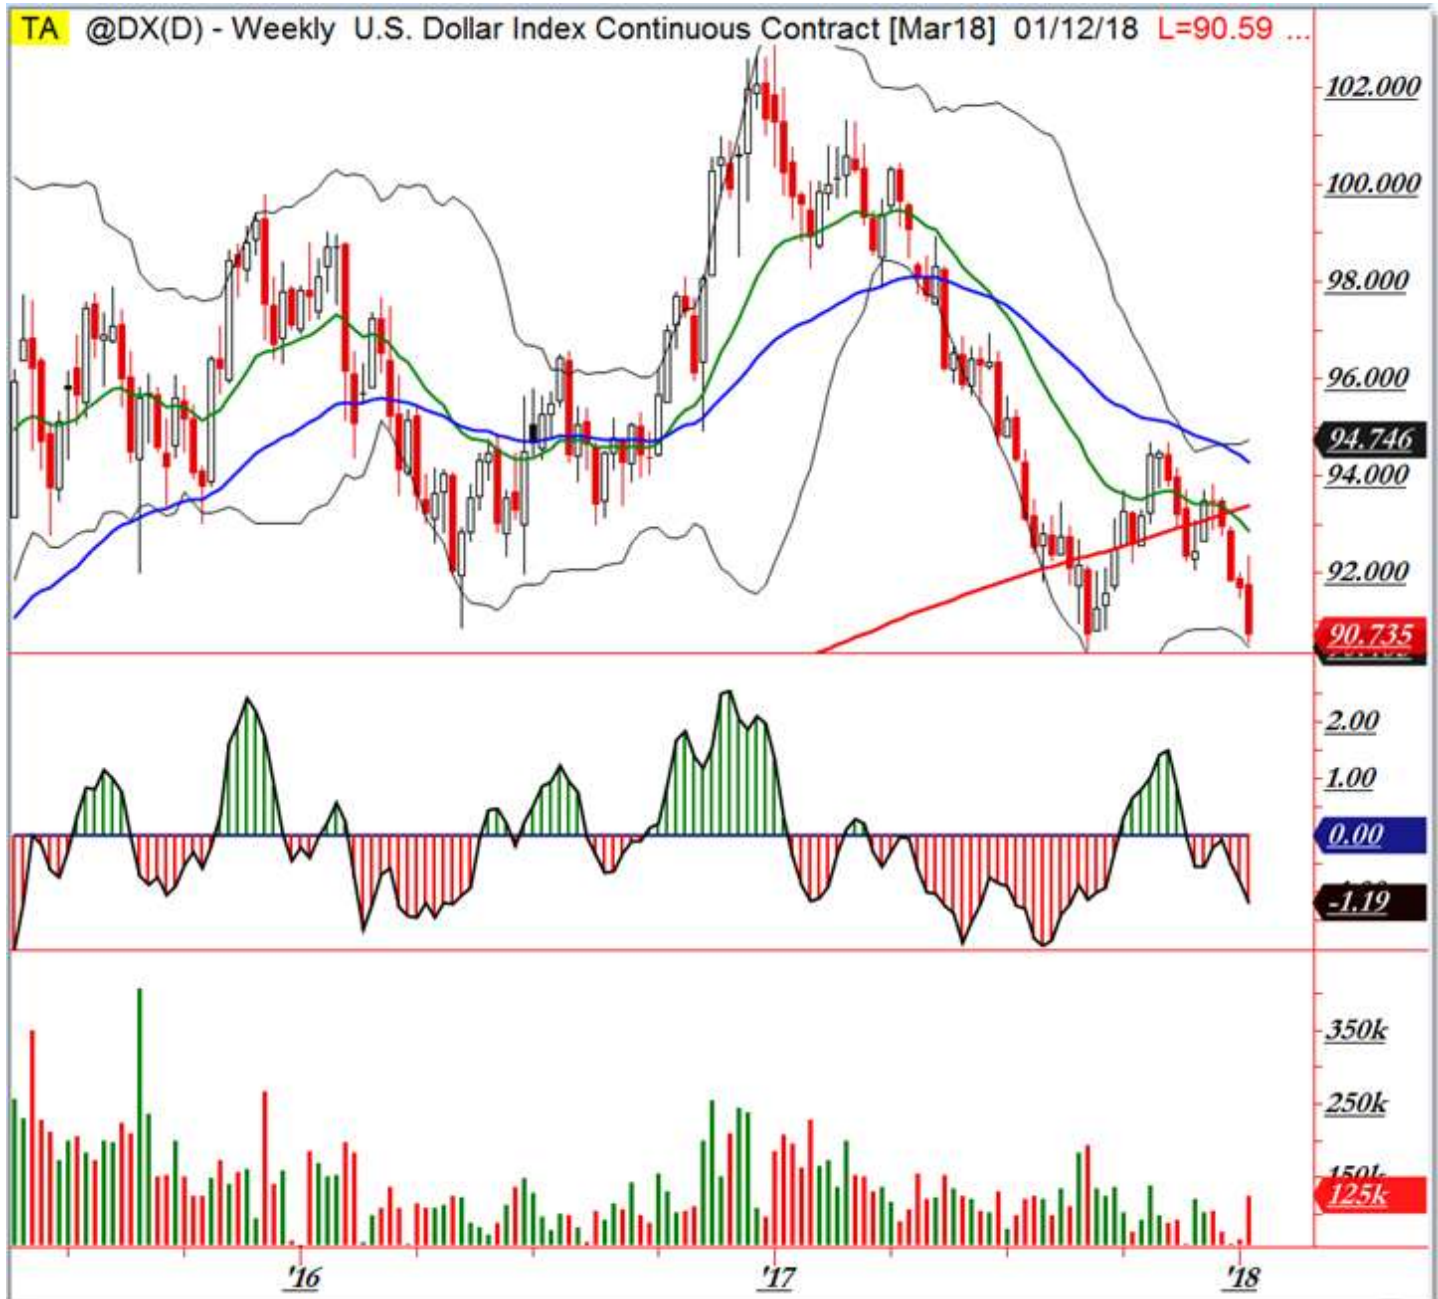 TA @DX(D) - Weekly U.S. Dollar Index Continuous Contract [Mar18] 01/12/18 L=90.59 ...
102.000
100.000
98.000
96.000
94.746
94.000
92.000
90.735
2.00
1.00
0.00
-1.19
350k
250k
150k
125k
'16 '17 '18